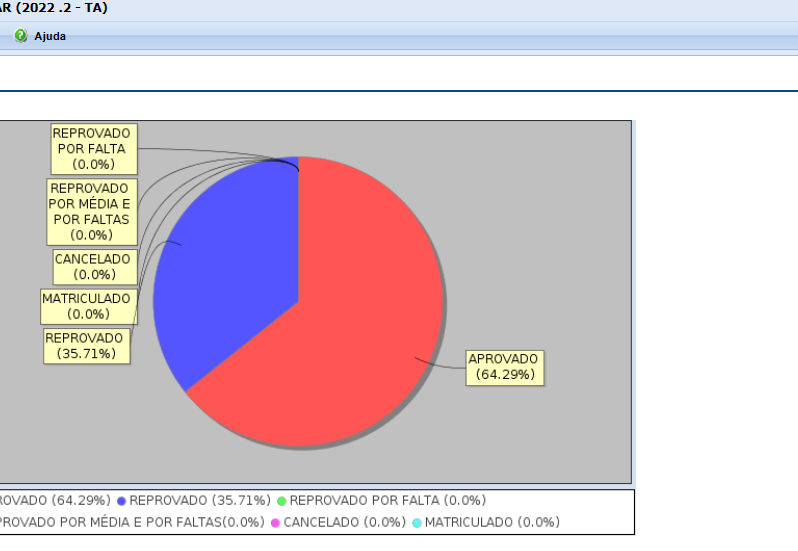 AR (2022 .2 - TA)
Ajuda
REPROVADO
POR FALTA
(0.0%)
REPROVADO
POR MÉDIA E
POR FALTAS
(0.0%)
CANCELADO
(0.0%)
MATRICULADO
(0.0%)
REPROVADO
(35.71%)
APROVADO
(64.29%)
ROVADO (64.29%) REPROVADO (35.71%) REPROVADO POR FALTA (0.0%)
PROVADO POR MÉDIA E POR FALTAS(0.0%) CANCELADO (0.0%) MATRICULADO (0.0%)